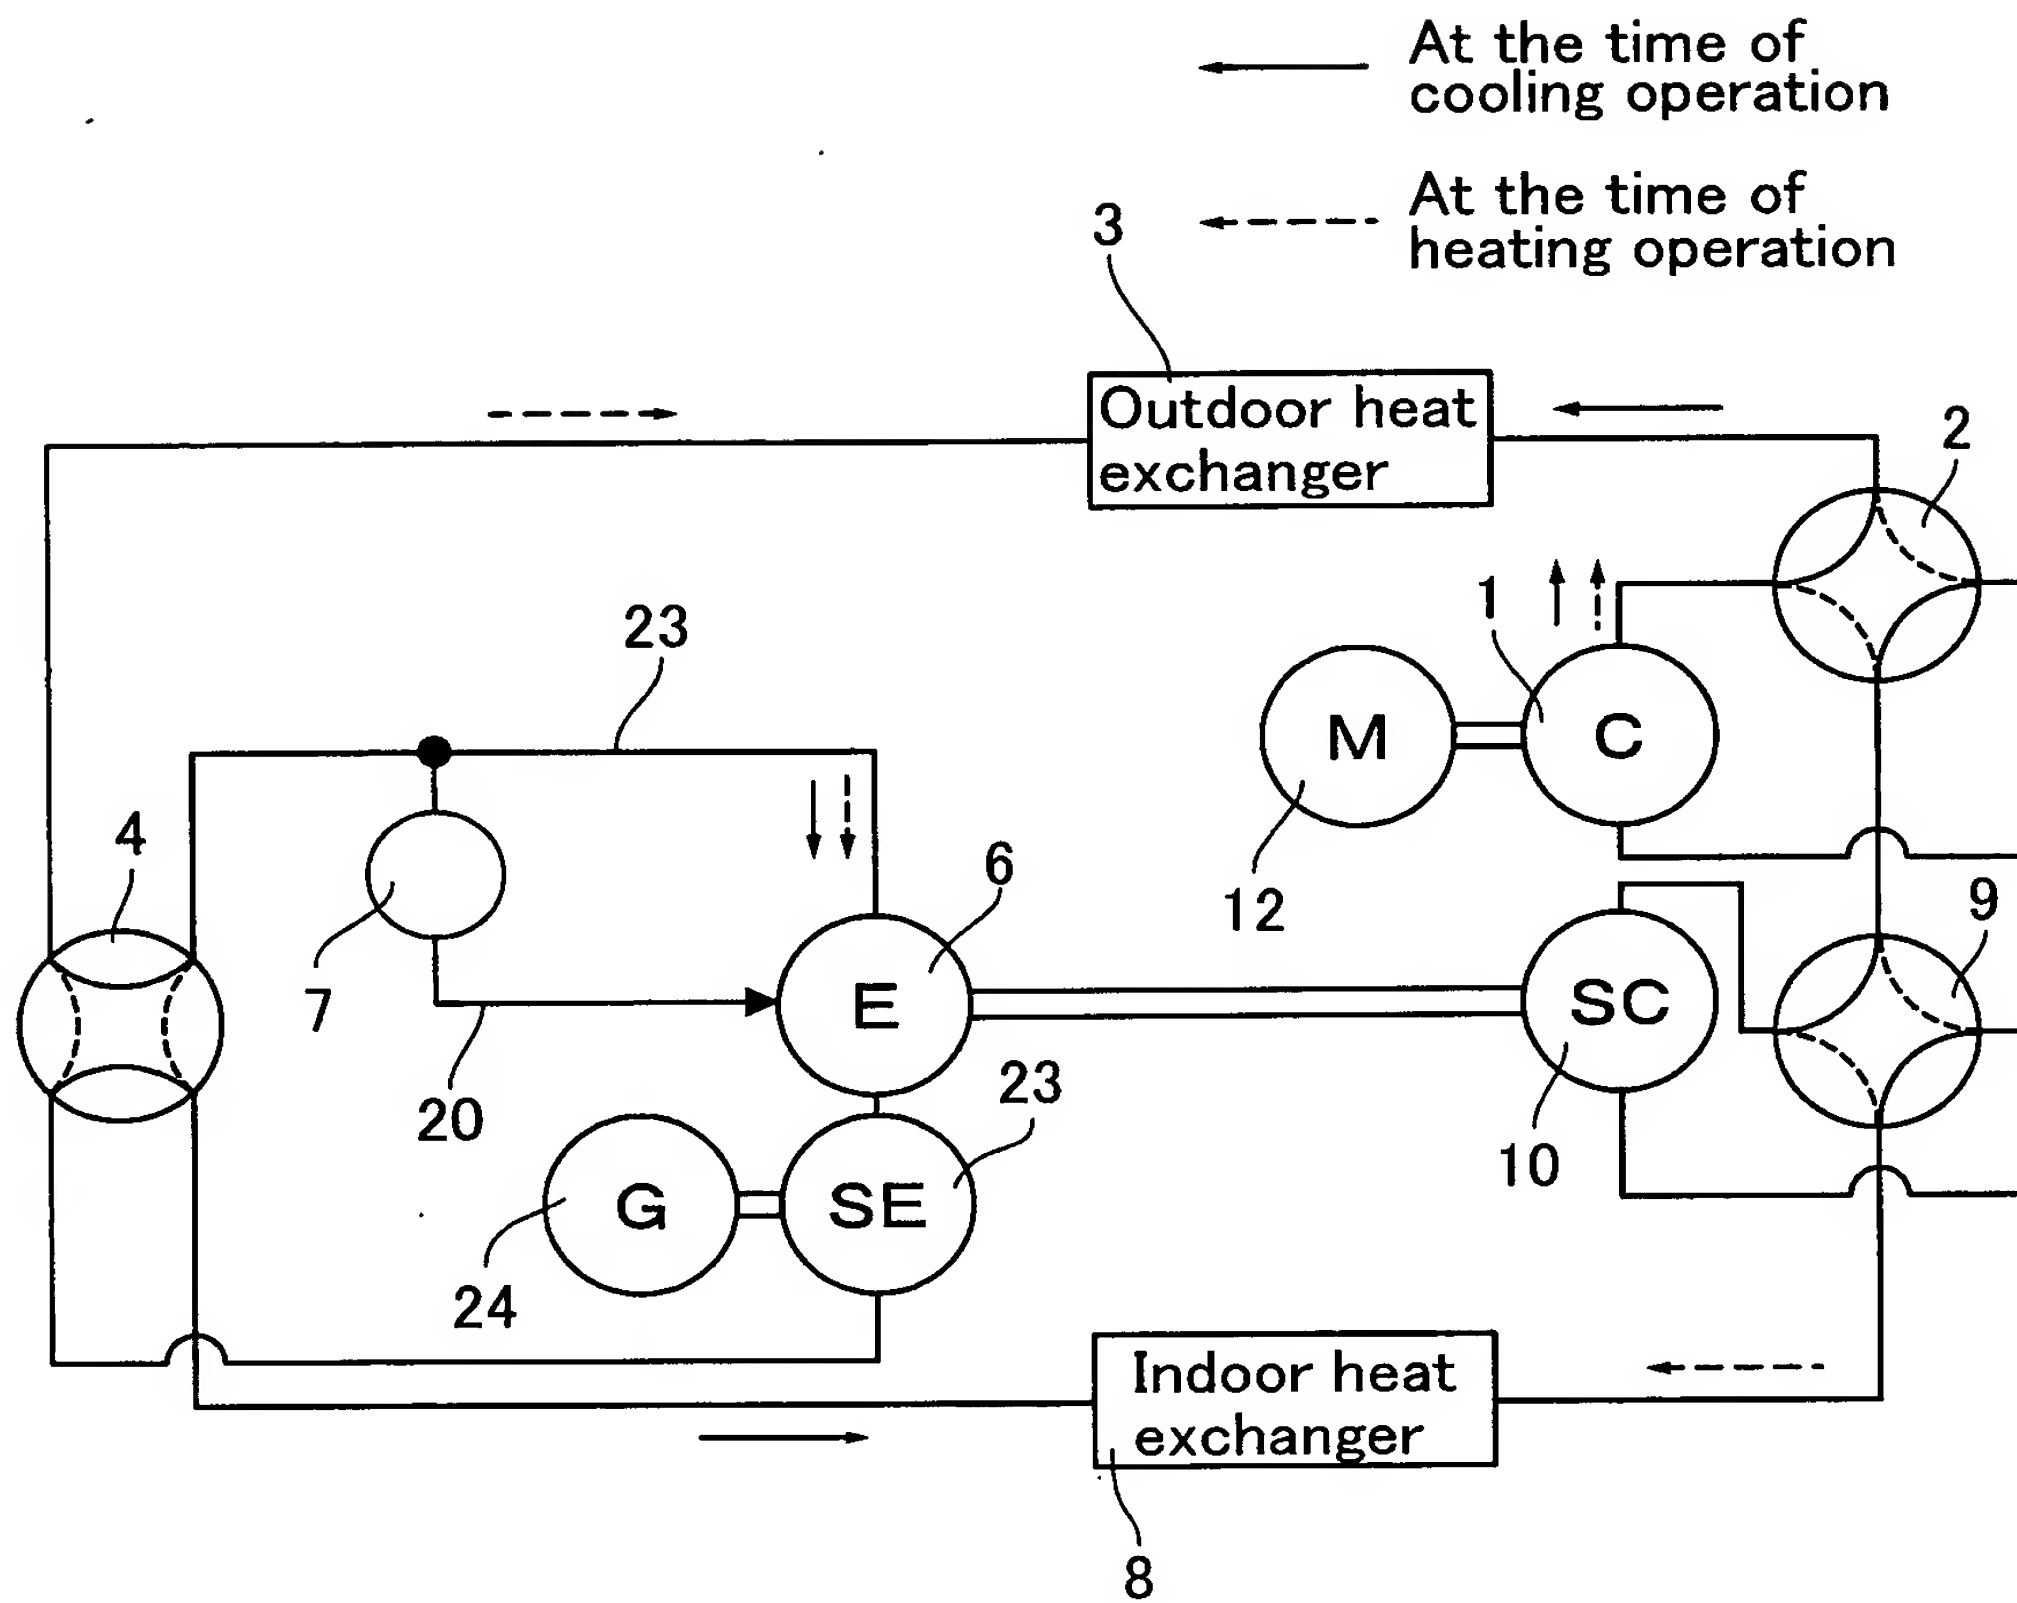 At the time of
cooling operation
At the time of
heating operation
3
Outdoor heat
exchanger
2
1
23
M
C
4
6
12
9
7
E
SC
20
23
10
G
SE
24
Indoor heat
exchanger
8